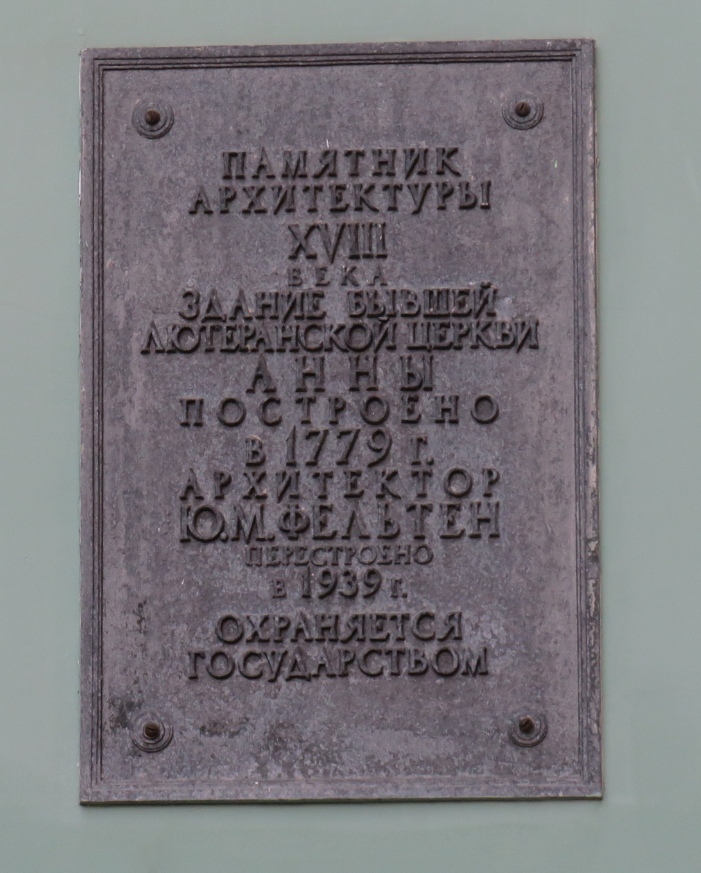 ПАМЯТНИК
АРХИТЕКТУРЫ
XVIII
ВЕКА
ЗДАНИЕ БЫВШЕЙ
ЛЮТЕРАНСКОЙ ЦЕРКВИ
АННЫ
ПОСТРОЕНО
В 1779 Г.
АРХИТЕКТОР
Ю.М.ФЕЛЬТЕН
ПЕРЕСТРОЕНО
В 1939 Г.
ОХРАНЯЕТСЯ
ГОСУДАРСТВОМ